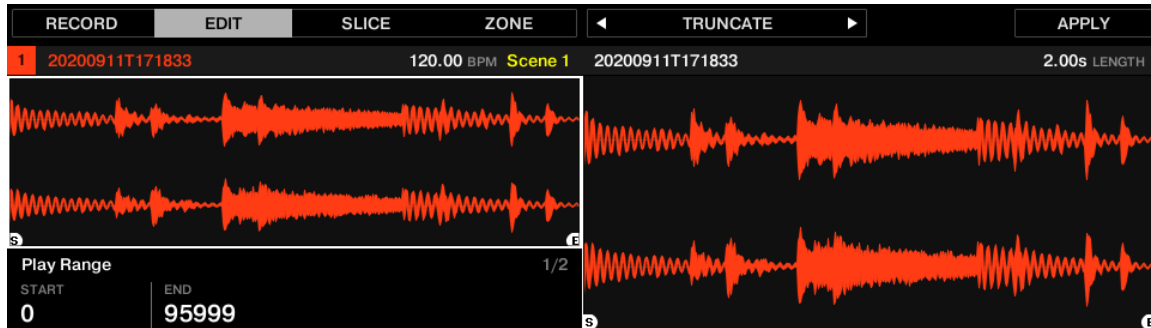 RECORD EDIT SLICE ZONE ◀ TRUNCATE ▶ APPLY
1 20200911T171833 120.00 BPM Scene 1 20200911T171833 2.00s LENGTH
S E
Play Range 1/2
START END
0 95999
S E